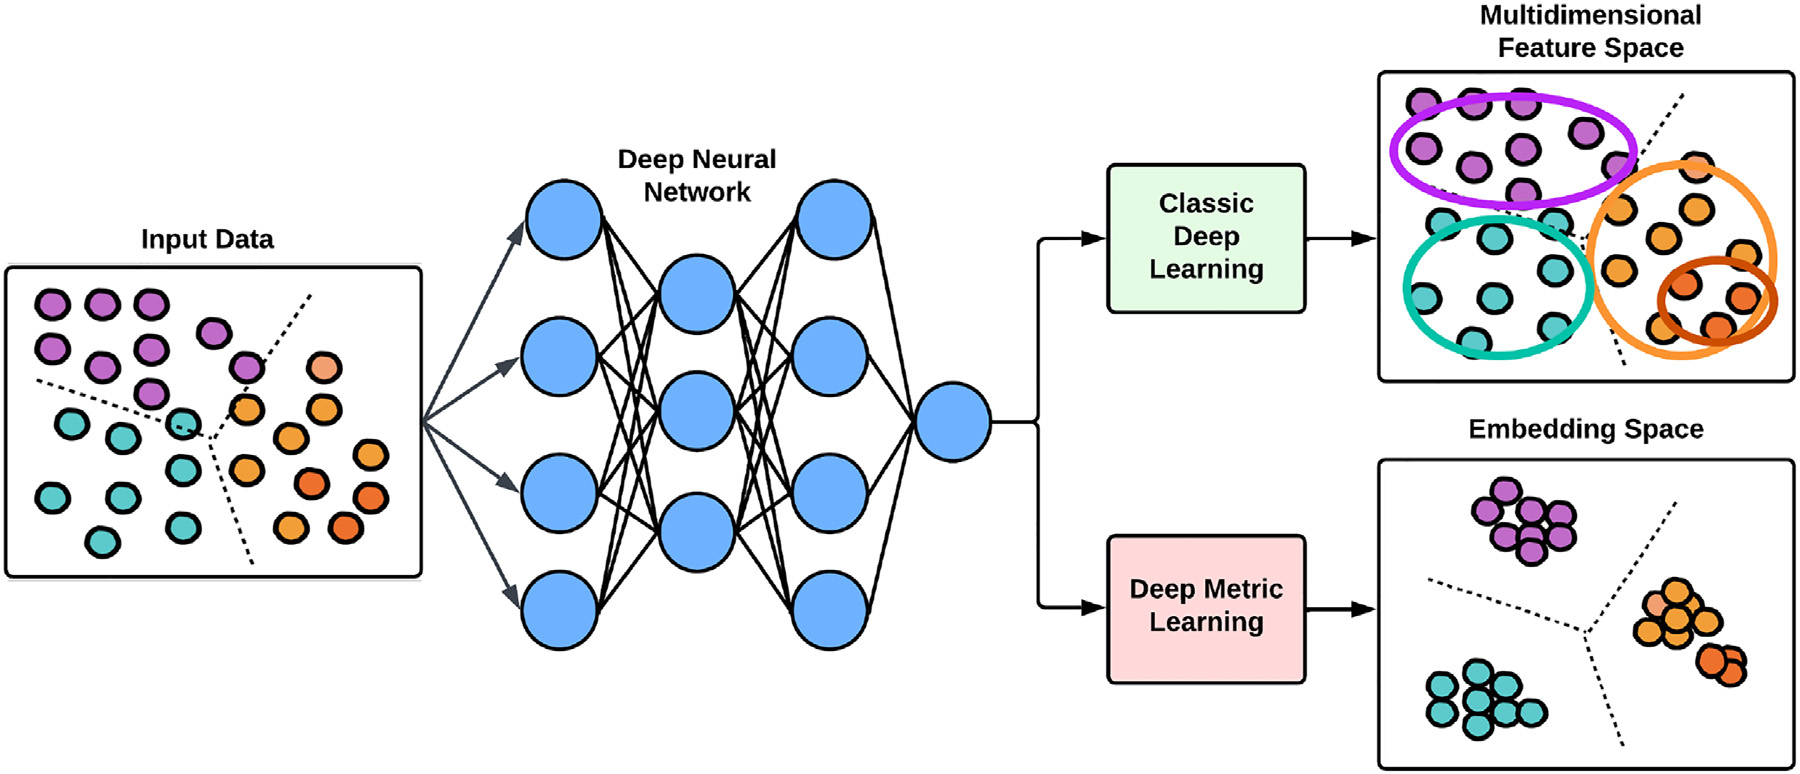 Input Data
Deep Neural
Network
Classic
Deep
Learning
Deep Metric
Learning
Multidimensional
Feature Space
Embedding Space